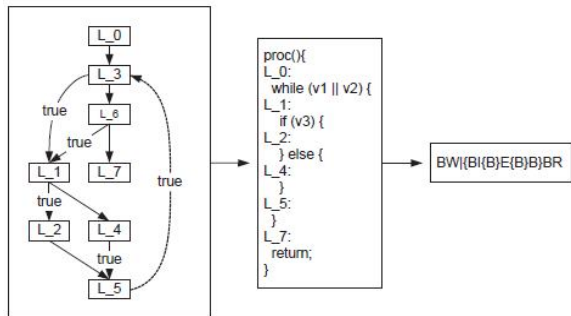 L_0
L_3
true
L_6
true
L_1
L_7
true
true
L_2
L_4
true
L_5
proc(){
L_0:
while (v1 || v2) {
L_1:
if (v3) {
L_2:
} else {
L_4:
}
L_5:
}
L_7:
return;
}
BW|{BI{B}E{B}B}BR